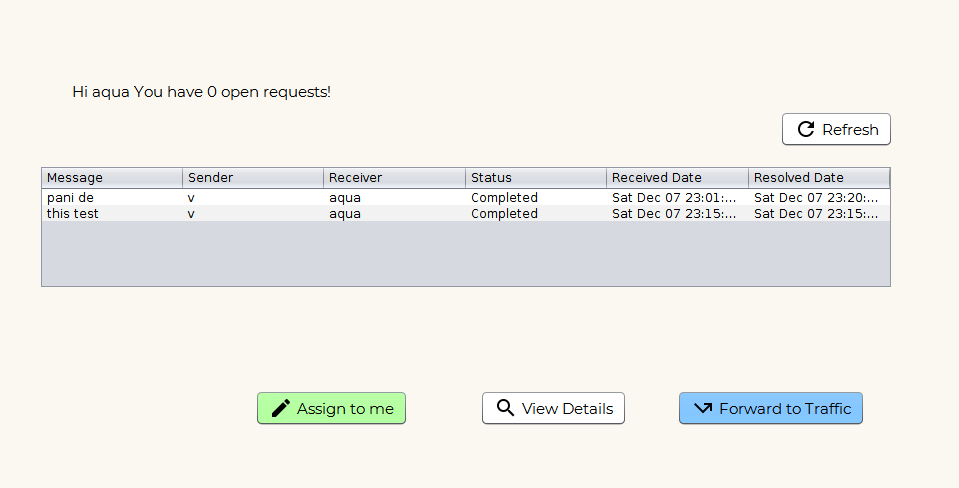 Hi aqua You have 0 open requests!
Refresh
Message Sender Receiver Status Received Date Resolved Date
pani de v aqua Completed Sat Dec 07 23:01:... Sat Dec 07 23:20:...
this test v aqua Completed Sat Dec 07 23:15:... Sat Dec 07 23:15:...
Assign to me View Details Forward to Traffic